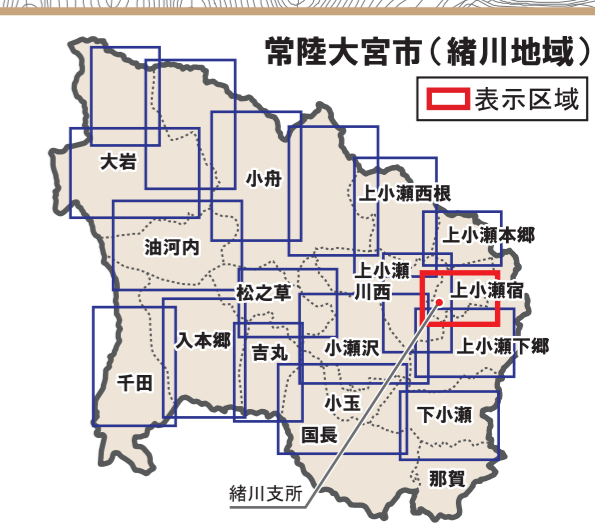 常陸大宮市（緒川地域）
表示区域
大岩
小舟
上小瀬西根
上小瀬本郷
油河内
上小瀬
川西
松之草
上小瀬宿
入本郷
吉丸
小瀬沢
上小瀬下郷
千田
小玉
下小瀬
国長
那賀
緒川支所